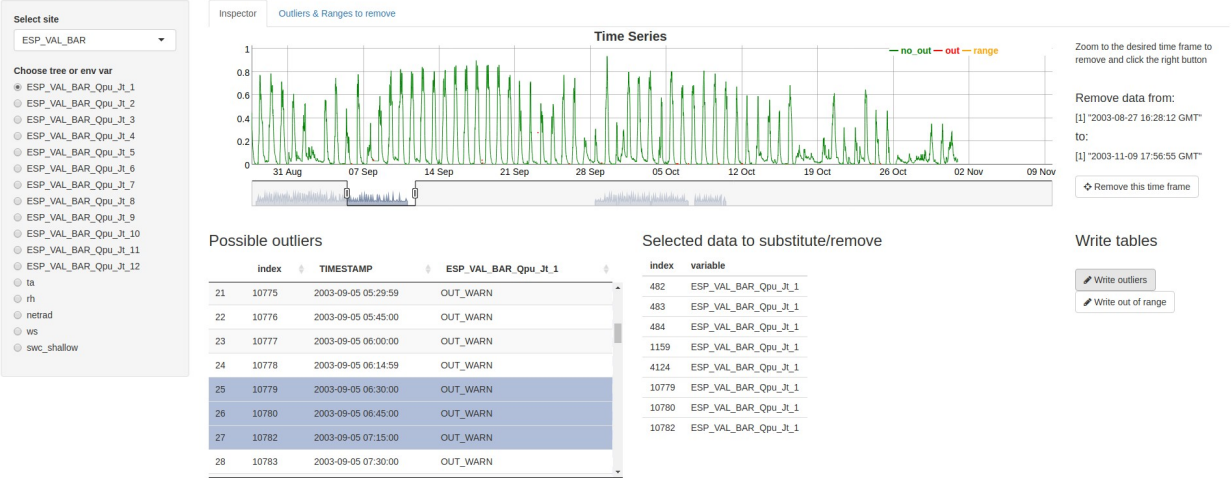 Select site
ESP_VAL_BAR
Choose tree or env var
ESP_VAL_BAR_Qpu_Jt_1
ESP_VAL_BAR_Qpu_Jt_2
ESP_VAL_BAR_Qpu_Jt_3
ESP_VAL_BAR_Qpu_Jt_4
ESP_VAL_BAR_Qpu_Jt_5
ESP_VAL_BAR_Qpu_Jt_6
ESP_VAL_BAR_Qpu_Jt_7
ESP_VAL_BAR_Qpu_Jt_8
ESP_VAL_BAR_Qpu_Jt_9
ESP_VAL_BAR_Qpu_Jt_10
ESP_VAL_BAR_Qpu_Jt_11
ESP_VAL_BAR_Qpu_Jt_12
ta
rh
netrad
ws
swc_shallow
Inspector Outliers & Ranges to remove
Time Series
no_out out range
1
0.8
0.6
0.4
0.2
0
31 Aug 07 Sep 14 Sep 21 Sep 28 Sep 05 Oct 12 Oct 19 Oct 26 Oct 02 Nov 09 Nov
Zoom to the desired time frame to
remove and click the right button
Remove data from:
[1] "2003-08-27 16:28:12 GMT"
to:
[1] "2003-11-09 17:56:55 GMT"
Remove this time frame
Possible outliers
index TIMESTAMP ESP_VAL_BAR_Qpu_Jt_1
21 10775 2003-09-05 05:29:59 OUT_WARN
22 10776 2003-09-05 05:45:00 OUT_WARN
23 10777 2003-09-05 06:00:00 OUT_WARN
24 10778 2003-09-05 06:14:59 OUT_WARN
25 10779 2003-09-05 06:30:00 OUT_WARN
26 10780 2003-09-05 06:45:00 OUT_WARN
27 10782 2003-09-05 07:15:00 OUT_WARN
28 10783 2003-09-05 07:30:00 OUT_WARN
Selected data to substitute/remove
index variable
482 ESP_VAL_BAR_Qpu_Jt_1
483 ESP_VAL_BAR_Qpu_Jt_1
484 ESP_VAL_BAR_Qpu_Jt_1
1159 ESP_VAL_BAR_Qpu_Jt_1
4124 ESP_VAL_BAR_Qpu_Jt_1
10779 ESP_VAL_BAR_Qpu_Jt_1
10780 ESP_VAL_BAR_Qpu_Jt_1
10782 ESP_VAL_BAR_Qpu_Jt_1
Write tables
Write outliers
Write out of range